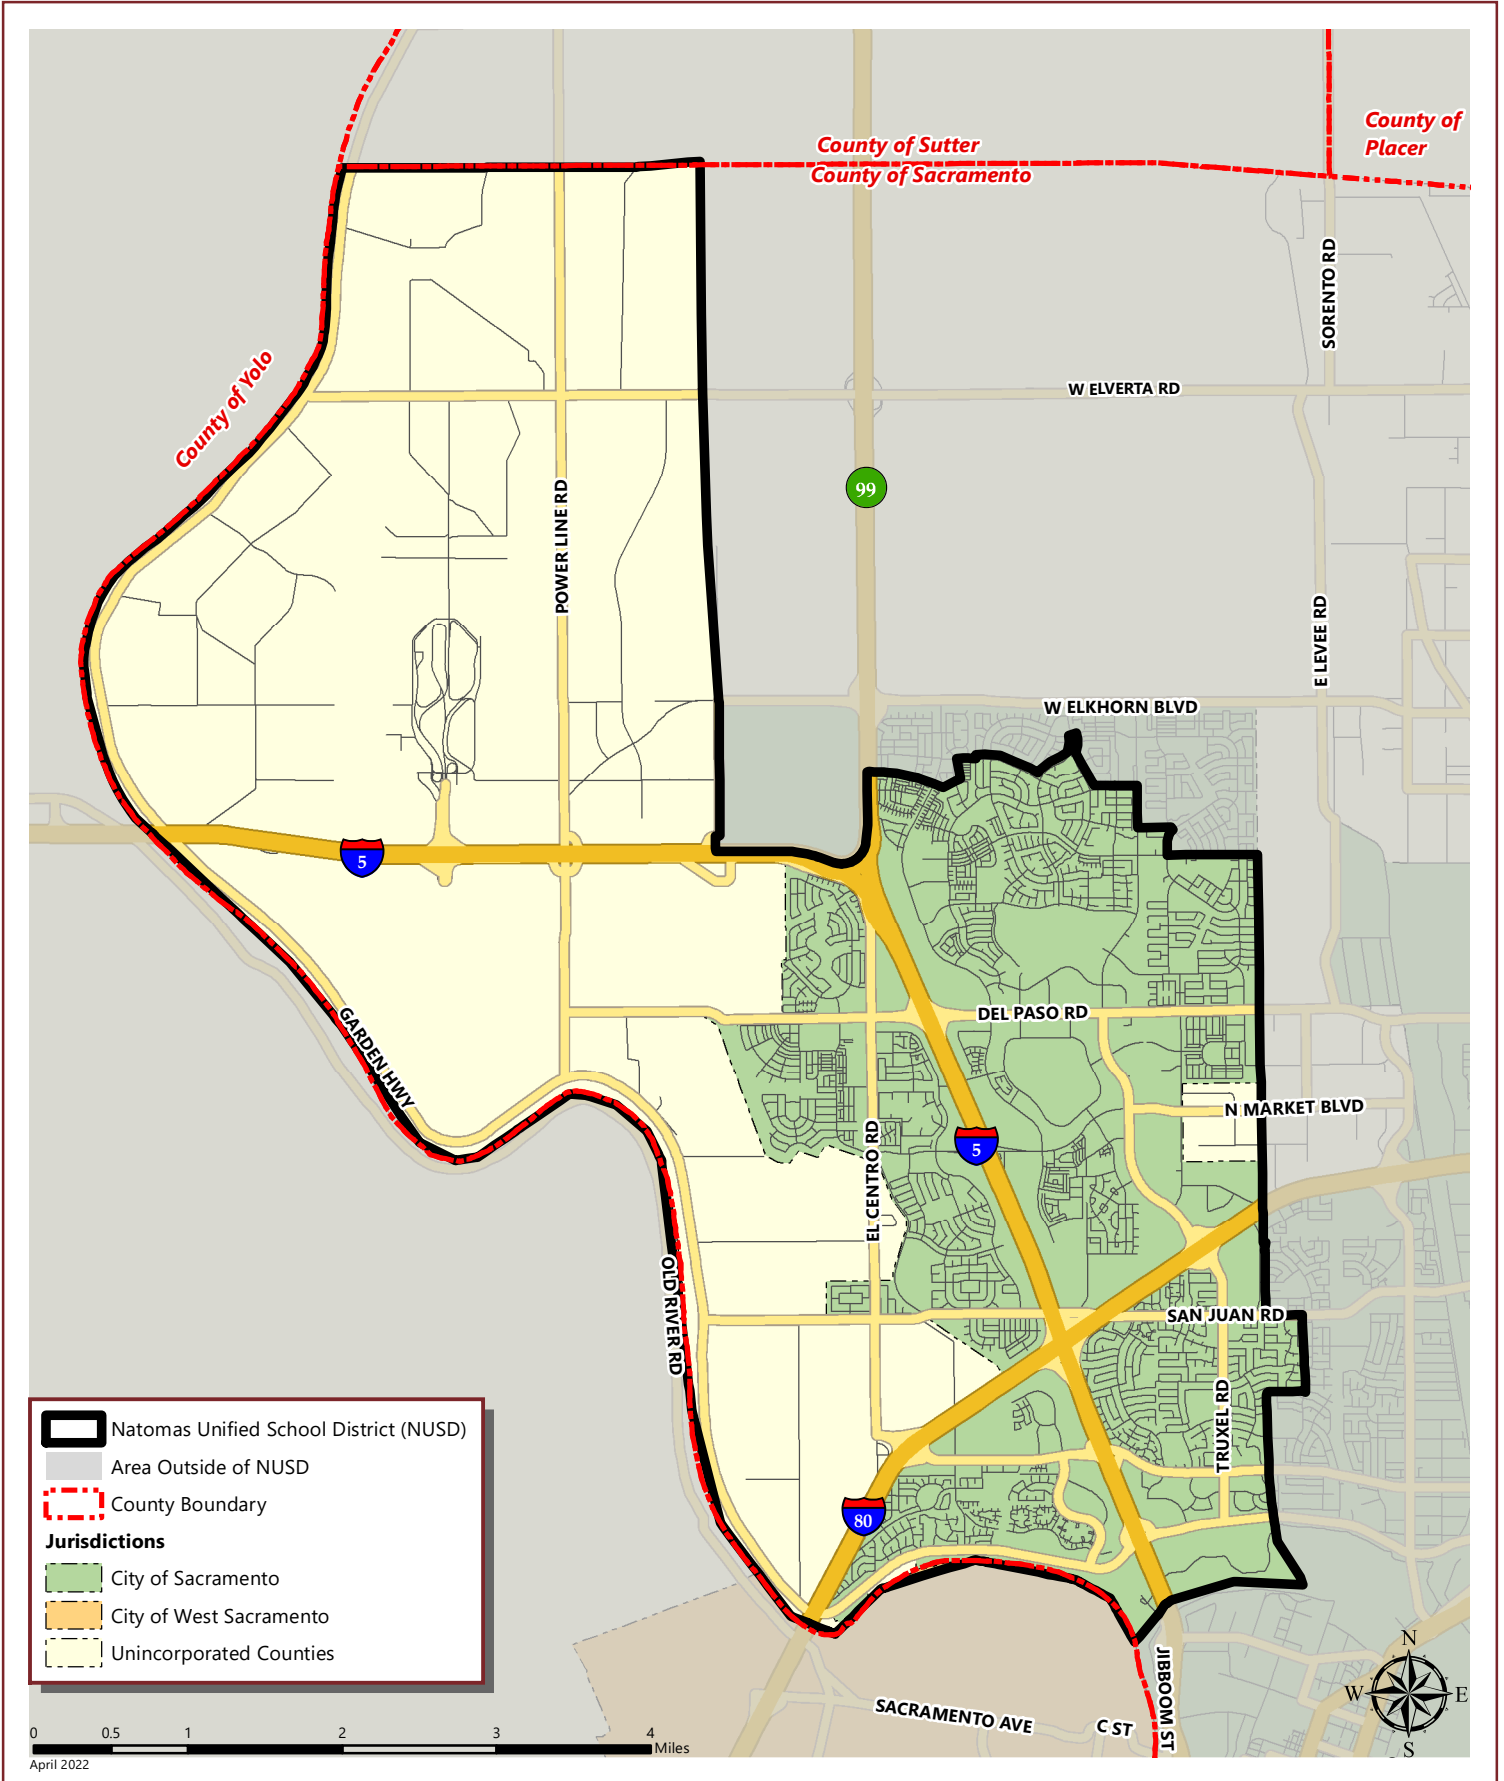 County of Sutter
County of Sacramento
County of
Placer
County of Yolo
SORENTO RD
W ELVERTA RD
99
POWER LINE RD
E LEVEE RD
W ELKHORN BLVD
5
DEL PASO RD
GARDEN HWY
N MARKET BLVD
EL CENTRO RD
5
OLD RIVER RD
SAN JUAN RD
TRUXEL RD
80
JIBBOOM ST
SACRAMENTO AVE
C ST
Natomas Unified School District (NUSD)
Area Outside of NUSD
County Boundary
Jurisdictions
City of Sacramento
City of West Sacramento
Unincorporated Counties
N
W E
S
0 0.5 1 2 3 4
Miles
April 2022